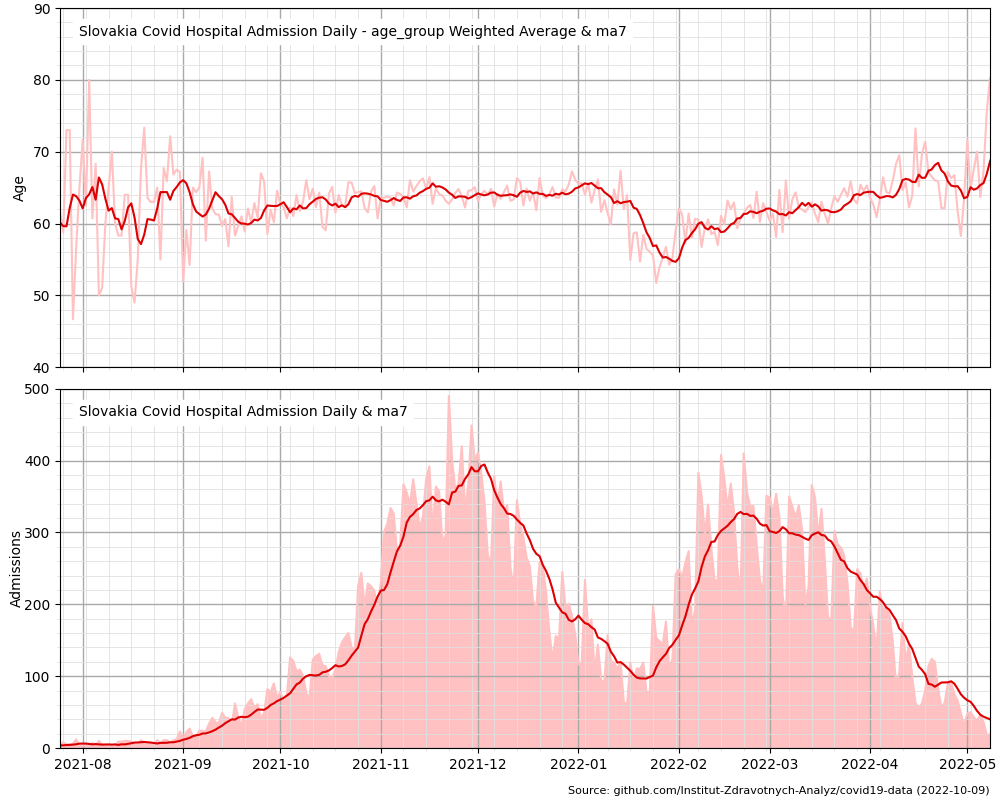 90
Slovakia Covid Hospital Admission Daily - age_group Weighted Average & ma7
80
70
Age
60
50
40
500
Slovakia Covid Hospital Admission Daily & ma7
400
300
Admissions
200
100
0
2021-08 2021-09 2021-10 2021-11 2021-12 2022-01 2022-02 2022-03 2022-04 2022-05
Source: github.com/Institut-Zdravotnych-Analyz/covid19-data (2022-10-09)